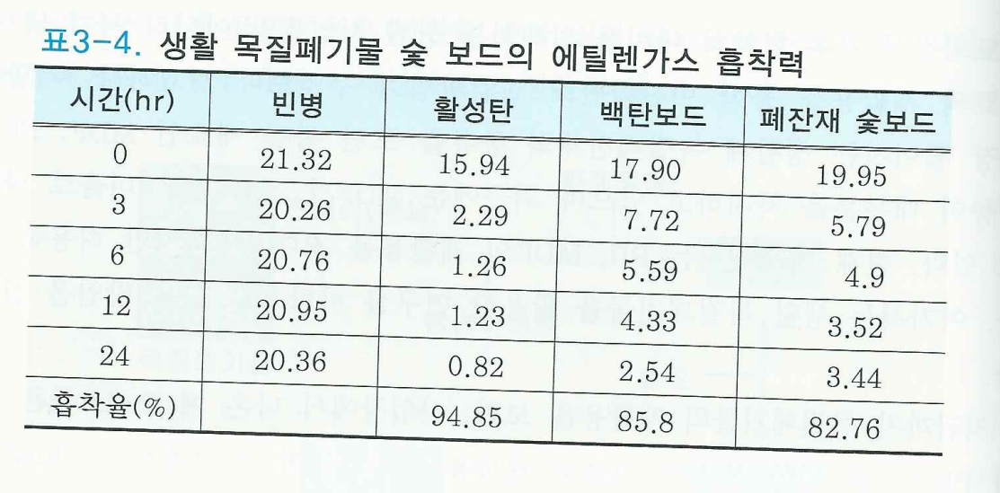 표3-4. 생활 목질폐기물 숯 보드의 에틸렌가스 흡착력
시간(hr) 빈병 활성탄 백탄보드 폐잔재 숯보드
0 21.32 15.94 17.90 19.95
3 20.26 2.29 7.72 5.79
6 20.76 1.26 5.59 4.9
12 20.95 1.23 4.33 3.52
24 20.36 0.82 2.54 3.44
흡착율(%) 94.85 85.8 82.76